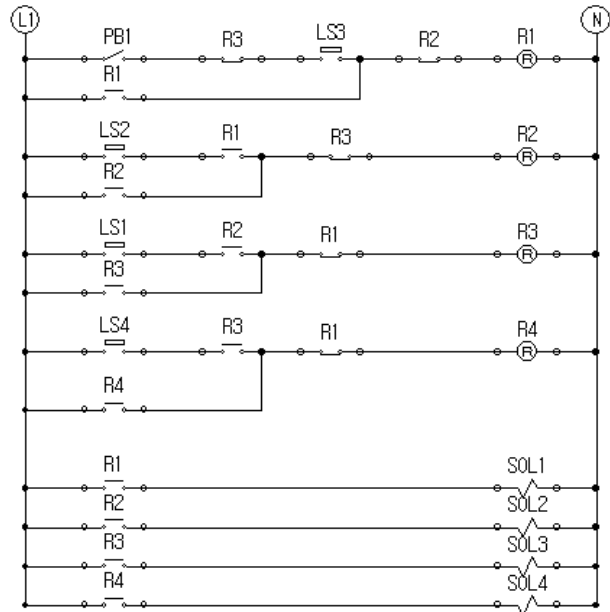 L1 N
PB1 R3 LS3 R2 R1
R
R1
LS2 R1 R3 R2
R
R2
LS1 R2 R1 R3
R
R3
LS4 R3 R1 R4
R
R4
R1 SOL1
R2 SOL2
R3 SOL3
R4 SOL4